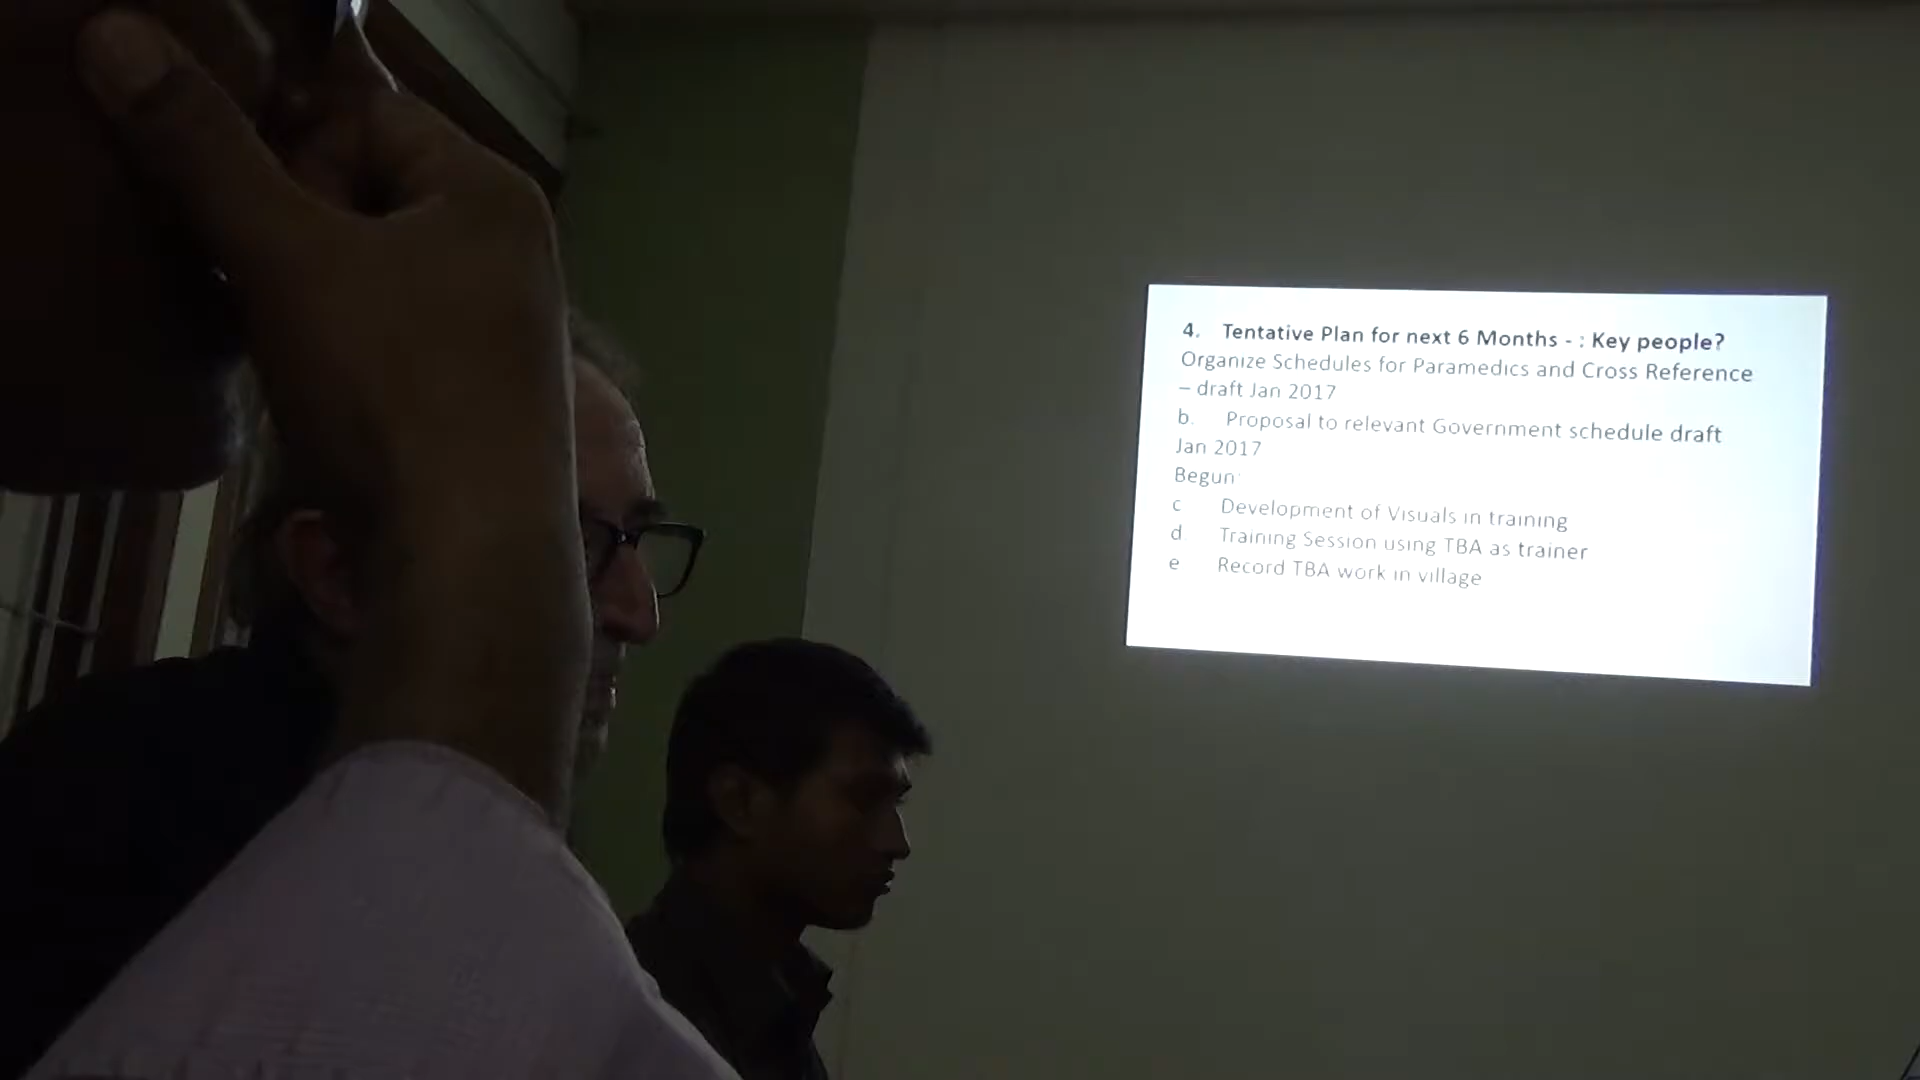 4. Tentative Plan for next 6 Months - : Key people?
Organize Schedules for Paramedics and Cross Reference
– draft Jan 2017
b. Proposal to relevant Government schedule draft
Jan 2017
Begun:
c Development of Visuals in training
d. Training Session using TBA as trainer
e Record TBA work in village